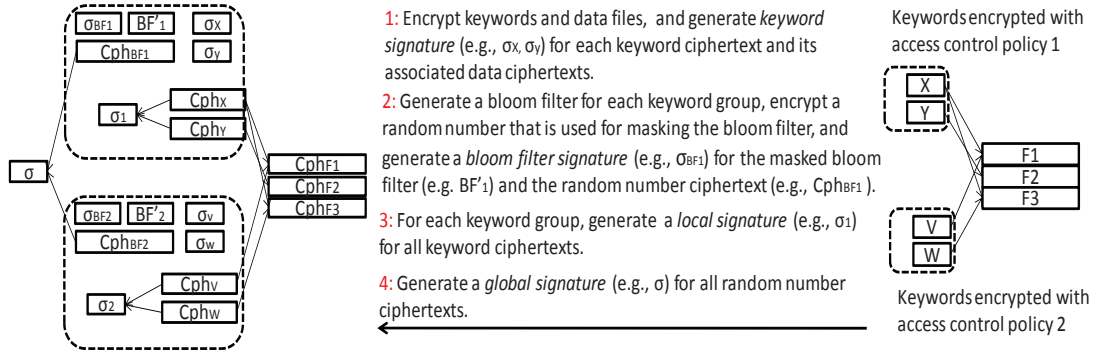 σBF1 BF'1 σX
CphBF1 σy
CphX
σ1
CphY
σ
σBF2 BF'2 σv
CphBF2 σw
CphV
σ2
CphW
CphF1
CphF2
CphF3
1: Encrypt keywords and data files, and generate keyword
signature (e.g., σX, σy) for each keyword ciphertext and its
associated data ciphertexts.
2: Generate a bloom filter for each keyword group, encrypt a
random number that is used for masking the bloom filter, and
generate a bloom filter signature (e.g., σBF1) for the masked bloom
filter (e.g. BF'1) and the random number ciphertext (e.g., CphBF1).
3: For each keyword group, generate a local signature (e.g., σ1)
for all keyword ciphertexts.
4: Generate a global signature (e.g., σ) for all random number
ciphertexts.
Keywords encrypted with
access control policy 1
X
Y
F1
F2
F3
V
W
Keywords encrypted with
access control policy 2